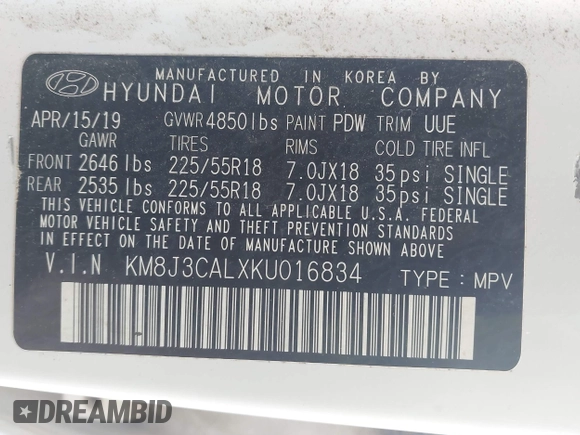 MANUFACTURED IN KOREA BY
HYUNDAI MOTOR COMPANY
APR/15/19 GVWR 4850lbs PAINT PDW TRIM UUE
GAWR TIRES RIMS COLD TIRE INFL
FRONT 2646 lbs 225/55R18 7.0JX18 35psi SINGLE
REAR 2535 lbs 225/55R18 7.0JX18 35psi SINGLE
THIS VEHICLE CONFORMS TO ALL APPLICABLE U.S.A. FEDERAL
MOTOR VEHICLE SAFETY AND THEFT PREVENTION STANDARDS
IN EFFECT ON THE DATE OF MANUFACTURE SHOWN ABOVE.
V.I.N KM8J3CALXKU016834 TYPE : MPV
DREAMBID